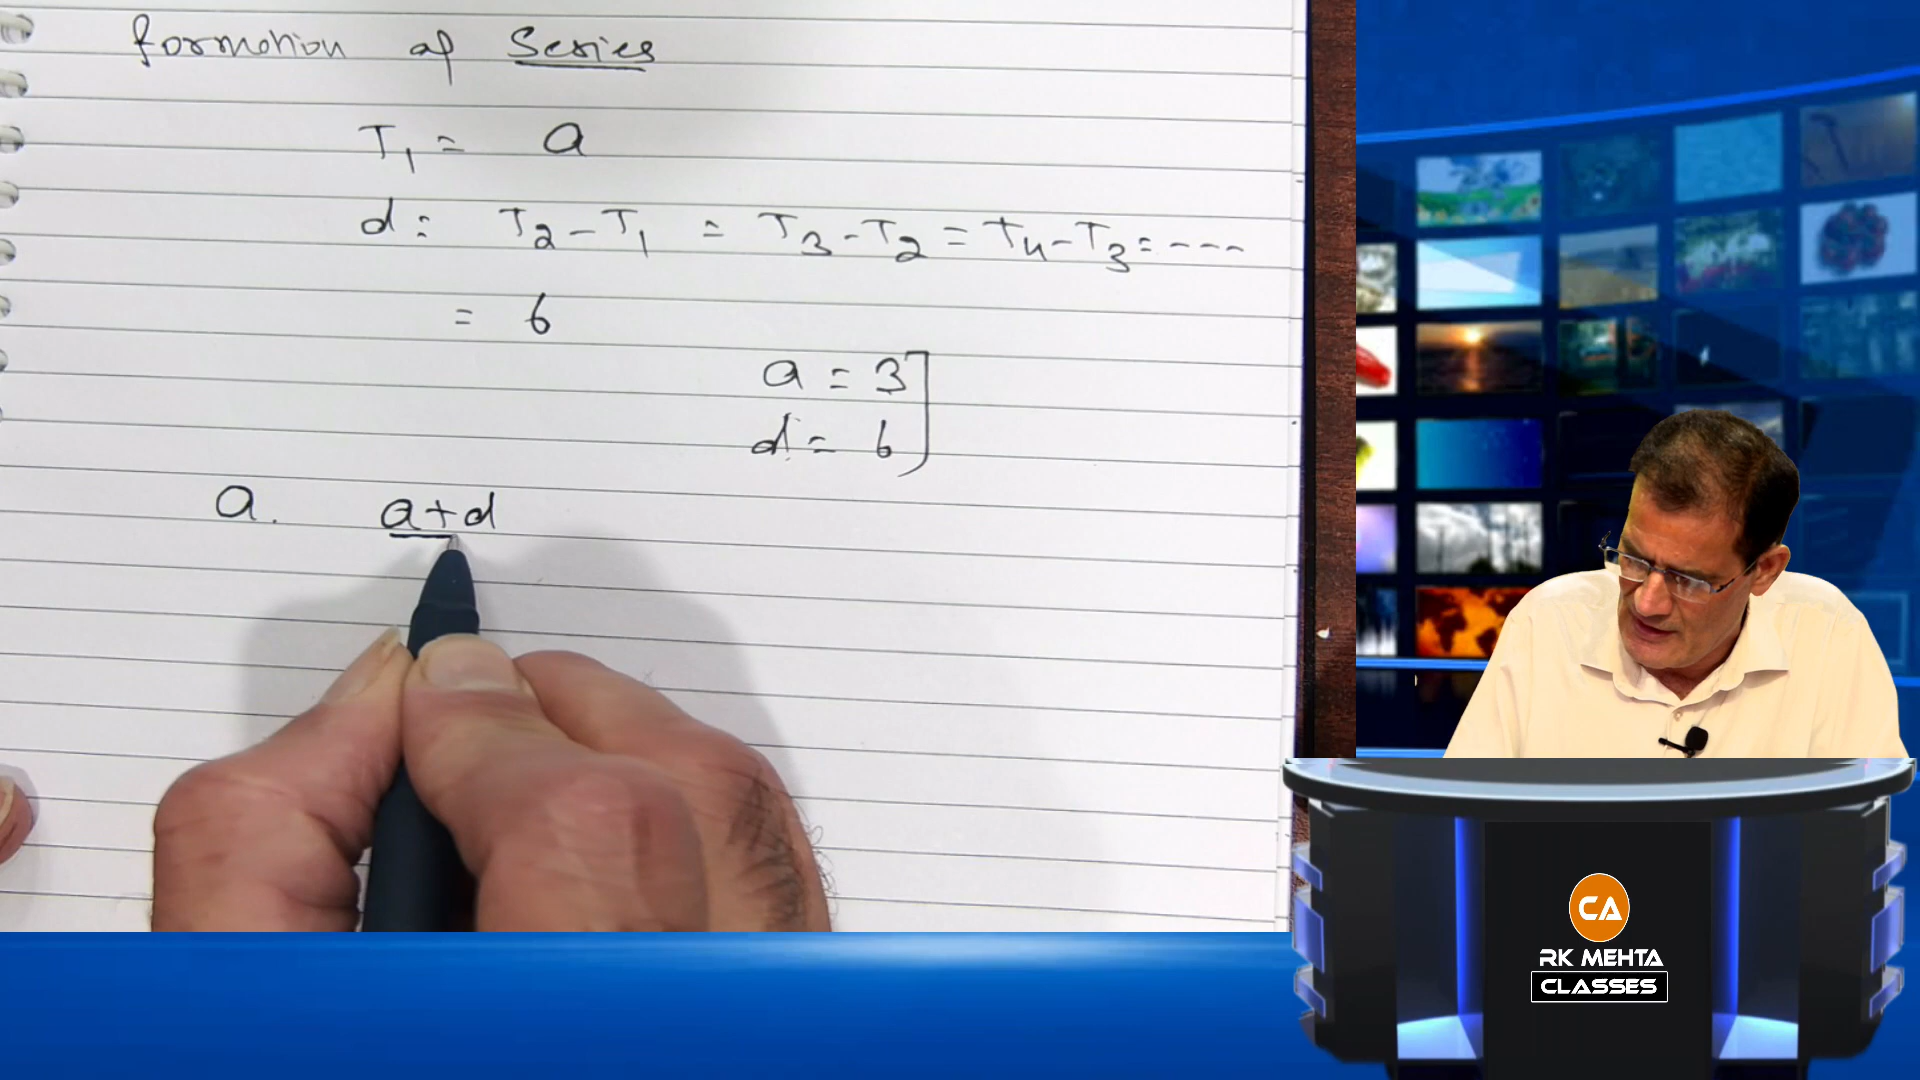 formation of Series
T1 = a
d = T2 - T1 = T3 - T2 = T4 - T3 = ----
= 6
a = 3
d = 6
a. a+d
CA
RK MEHTA
CLASSES